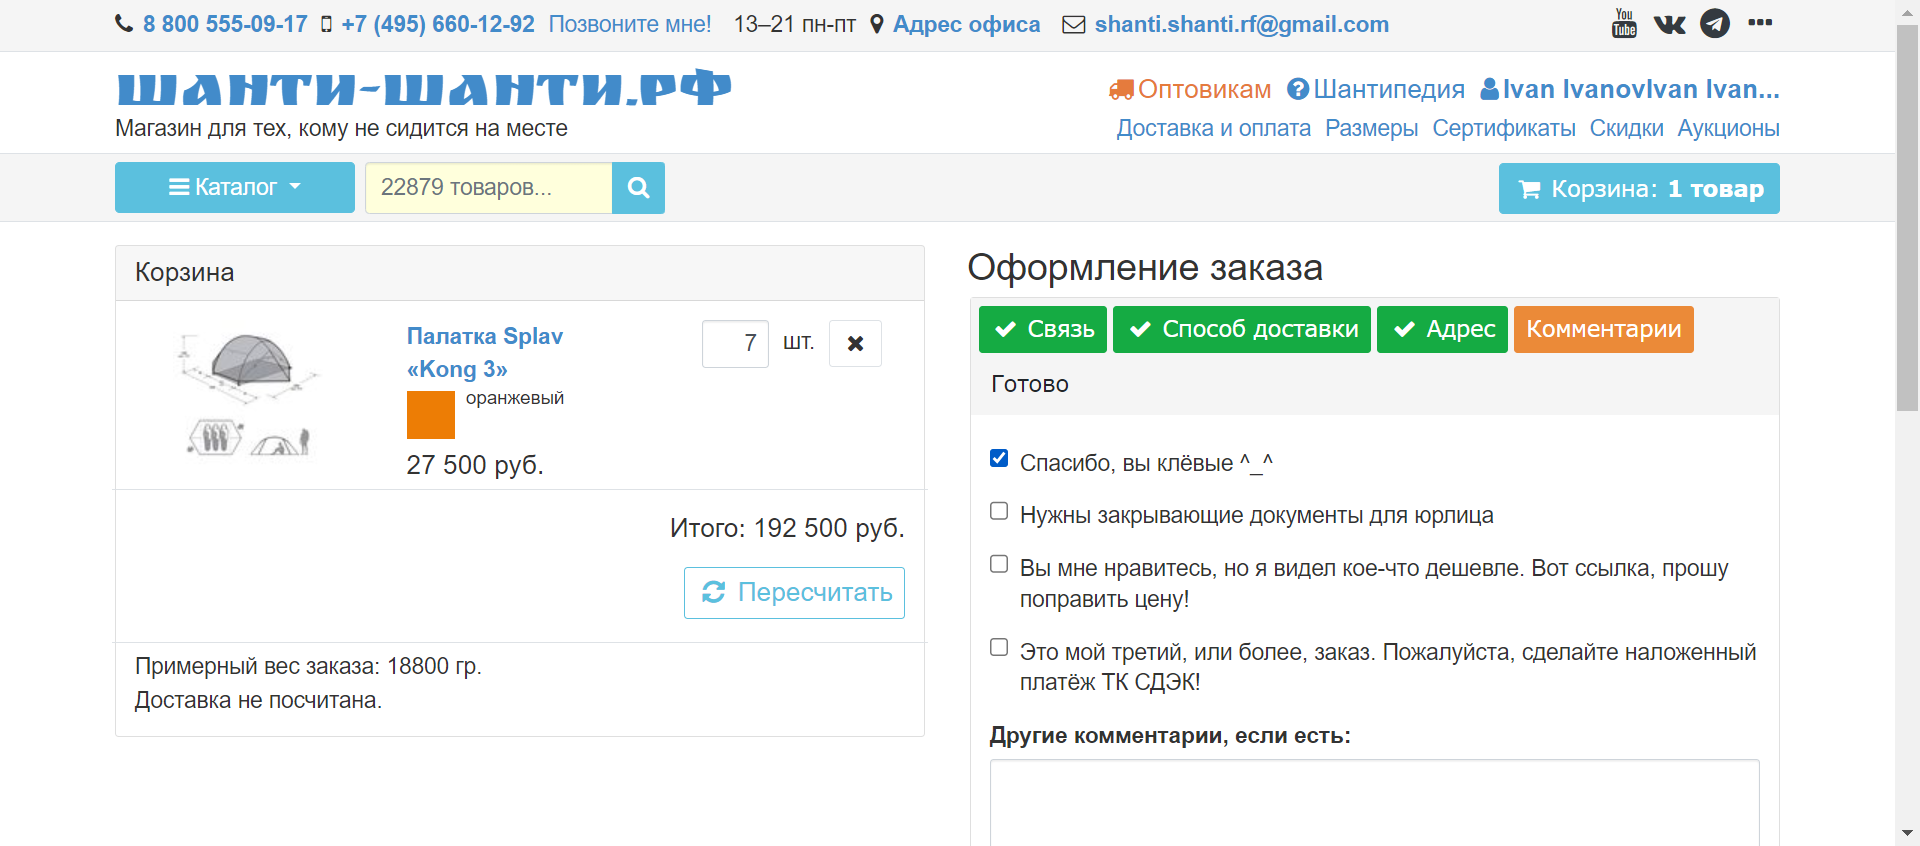 8 800 555-09-17 +7 (495) 660-12-92 Позвоните мне! 13–21 пн-пт Адрес офиса shanti.shanti.rf@gmail.com You Tube
ШАНТИ-ШАНТИ.РФ
Магазин для тех, кому не сидится на месте
Оптовикам Шантипедия Ivan IvanovIvan Ivan...
Доставка и оплата Размеры Сертификаты Скидки Аукционы
Каталог 22879 товаров... Корзина: 1 товар
Корзина
Палатка Splav
«Kong 3»
оранжевый
27 500 руб.
7 шт.
Итого: 192 500 руб.
Пересчитать
Примерный вес заказа: 18800 гр.
Доставка не посчитана.
Оформление заказа
Связь Способ доставки Адрес Комментарии
Готово
Спасибо, вы клёвые ^_^
Нужны закрывающие документы для юрлица
Вы мне нравитесь, но я видел кое-что дешевле. Вот ссылка, прошу
поправить цену!
Это мой третий, или более, заказ. Пожалуйста, сделайте наложенный
платёж ТК СДЭК!
Другие комментарии, если есть: